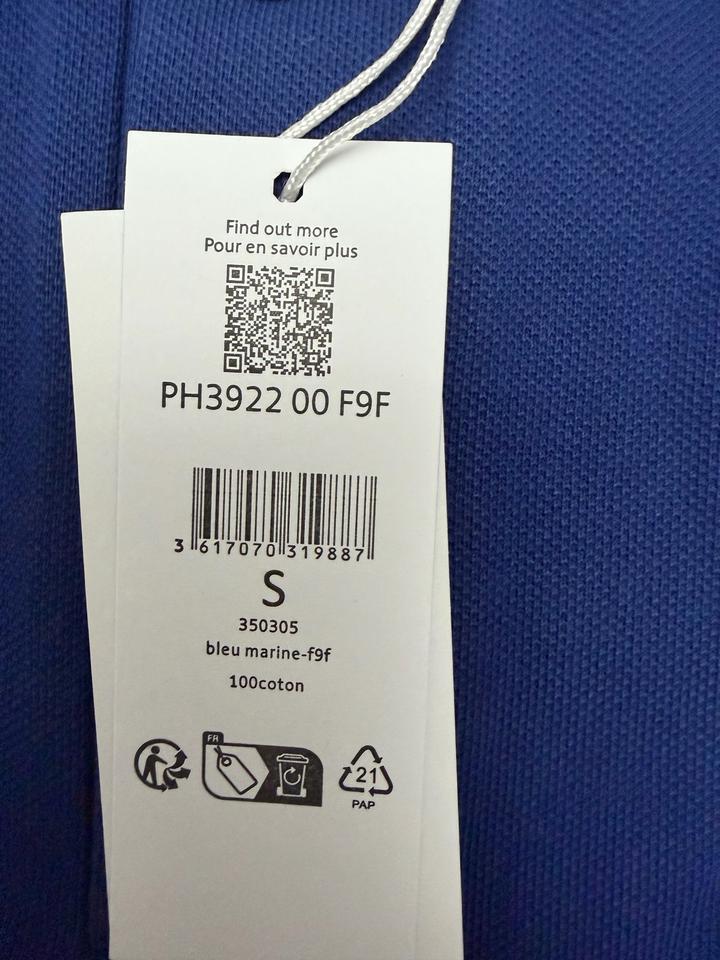 Find out more
Pour en savoir plus
PH3922 00 F9F
3 617070 319887
S
350305
bleu marine-f9f
100coton
FR
21
PAP